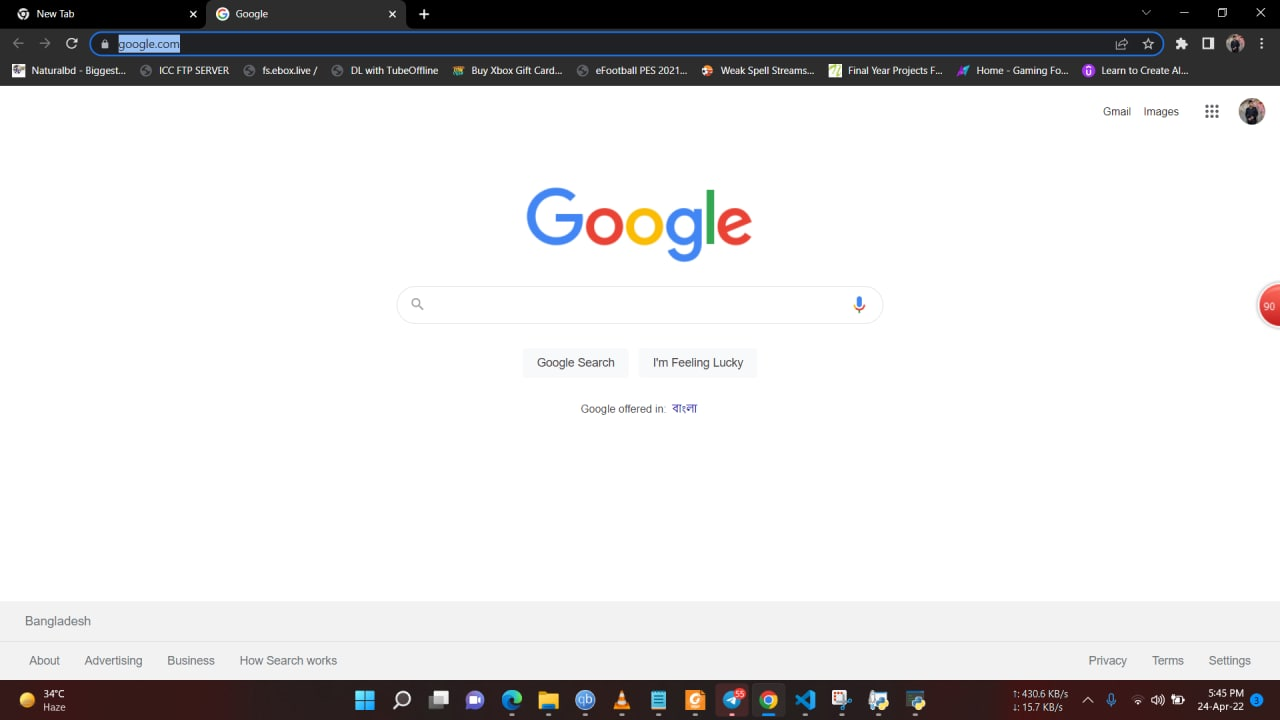 New Tab
Google
google.com
Naturalbd - Biggest...
ICC FTP SERVER
fs.ebox.live /
DL with TubeOffline
Buy Xbox Gift Card...
eFootball PES 2021...
Weak Spell Streams...
Final Year Projects F...
Home - Gaming Fo...
Learn to Create AI...
Gmail Images
Google
90
Google Search
I'm Feeling Lucky
Google offered in: বাংলা
Bangladesh
About Advertising Business How Search works
Privacy Terms Settings
34°C
Haze
qb
55
↑: 430.6 KB/s
↓: 15.7 KB/s
5:45 PM
24-Apr-22
3